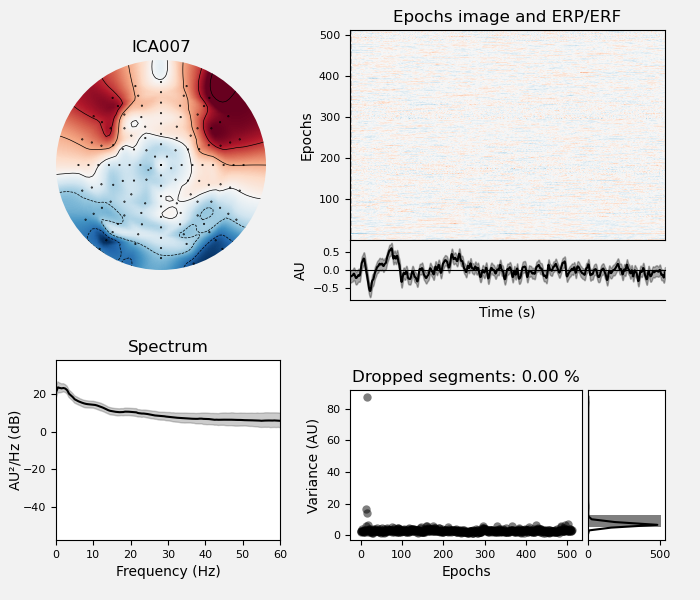 ICA007
Epochs image and ERP/ERF
Epochs
500
400
300
200
100
AU
0.5
0.0
−0.5
Time (s)
Spectrum
AU²/Hz (dB)
20
0
−20
−40
0 10 20 30 40 50 60
Frequency (Hz)
Dropped segments: 0.00 %
Variance (AU)
80
60
40
20
0
0 100 200 300 400 500
Epochs
0 500